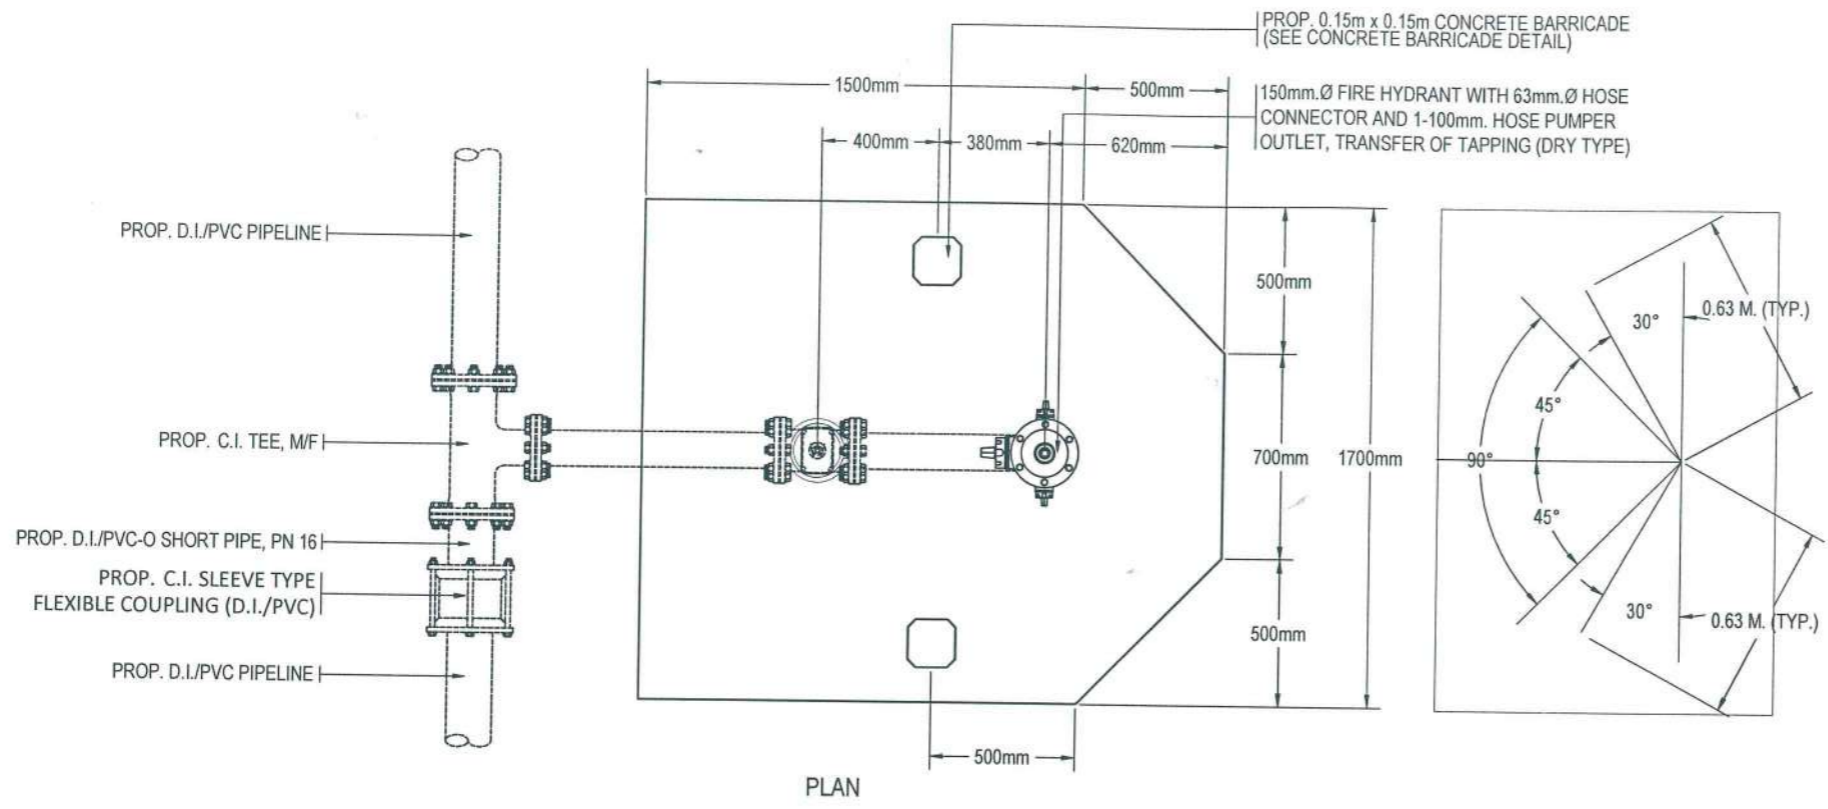 PROP. 0.15m x 0.15m CONCRETE BARRICADE
(SEE CONCRETE BARRICADE DETAIL)
1500mm
500mm
150mm.Ø FIRE HYDRANT WITH 63mm.Ø HOSE
CONNECTOR AND 1-100mm. HOSE PUMPER
OUTLET, TRANSFER OF TAPPING (DRY TYPE)
400mm
380mm
620mm
PROP. D.I./PVC PIPELINE
500mm
30°
0.63 M. (TYP.)
45°
PROP. C.I. TEE, M/F
700mm
1700mm
90°
45°
PROP. D.I./PVC-O SHORT PIPE, PN 16
PROP. C.I. SLEEVE TYPE
FLEXIBLE COUPLING (D.I./PVC)
500mm
30°
0.63 M. (TYP.)
PROP. D.I./PVC PIPELINE
500mm
PLAN